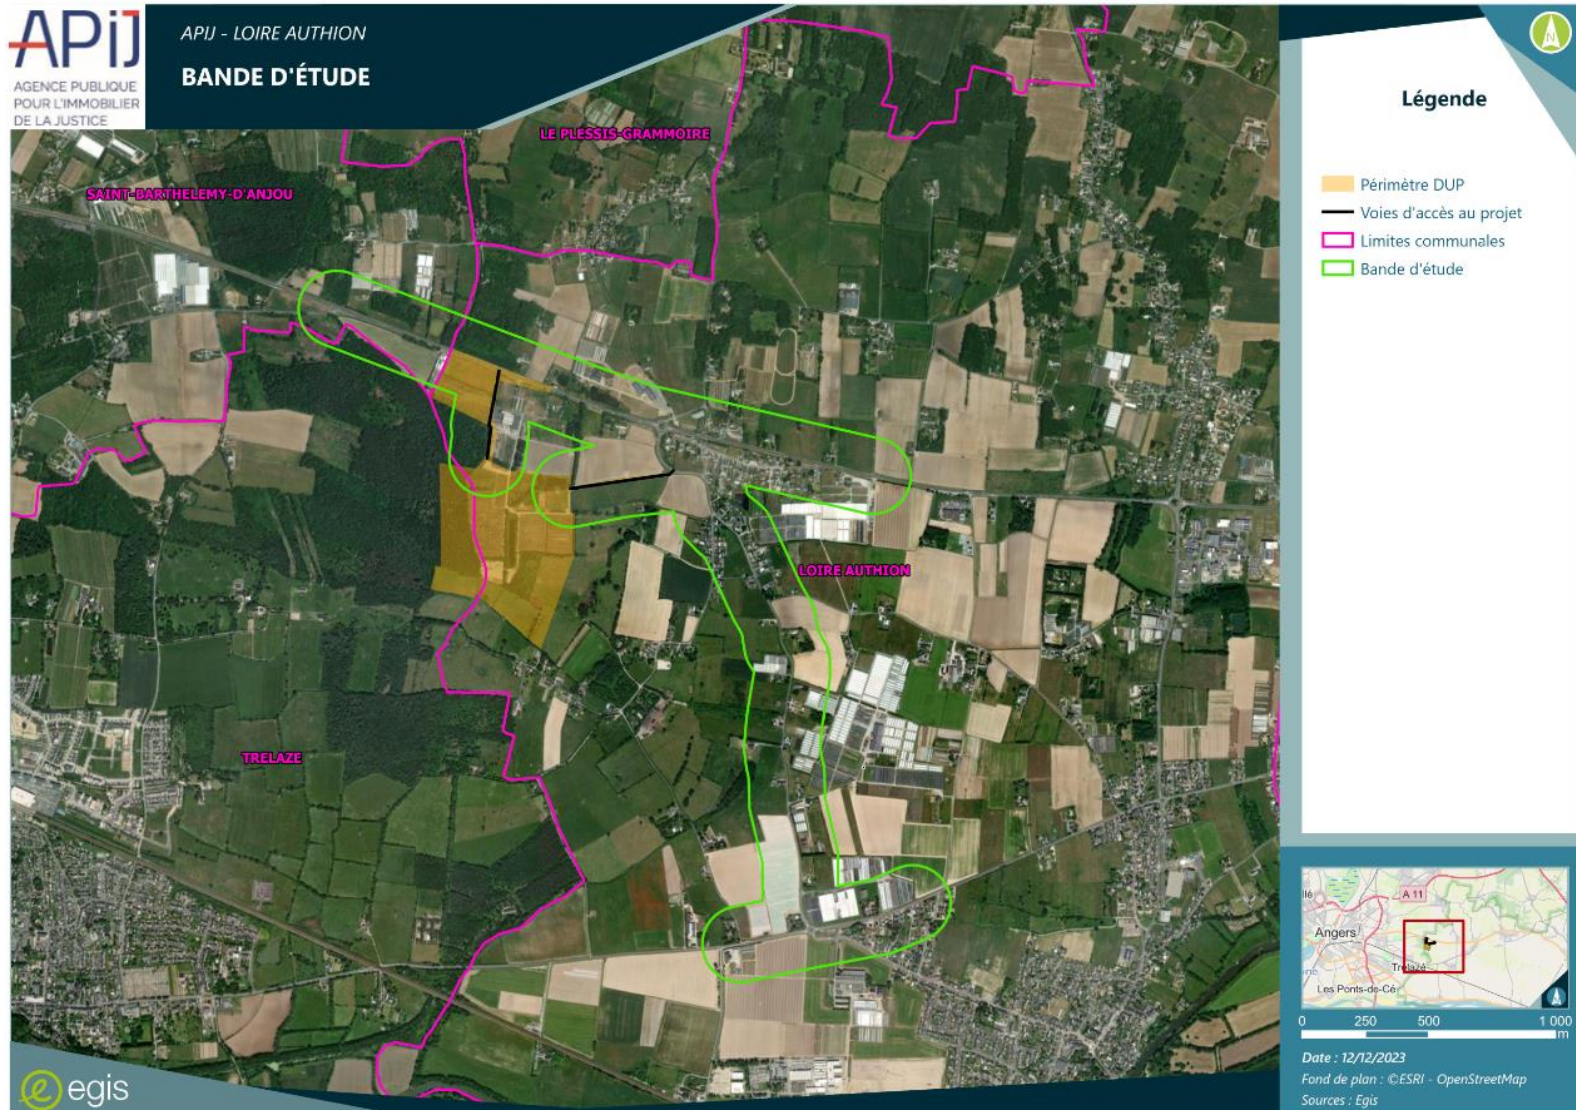 APIJ
AGENCE PUBLIQUE
POUR L'IMMOBILIER
DE LA JUSTICE
APIJ - LOIRE AUTHION
BANDE D'ÉTUDE
N
Légende
Périmètre DUP
Voies d'accès au projet
Limites communales
Bande d'étude
LE PLESSIS-GRAMMOIRE
SAINT-BARTHELEMY-D'ANJOU
LOIRE AUTHION
TRELAZE
A 11
Angers
Trélazé
Les Ponts-de-Cé
0 250 500 1 000
m
Date : 12/12/2023
Fond de plan : ©ESRI - OpenStreetMap
Sources : Egis
egis